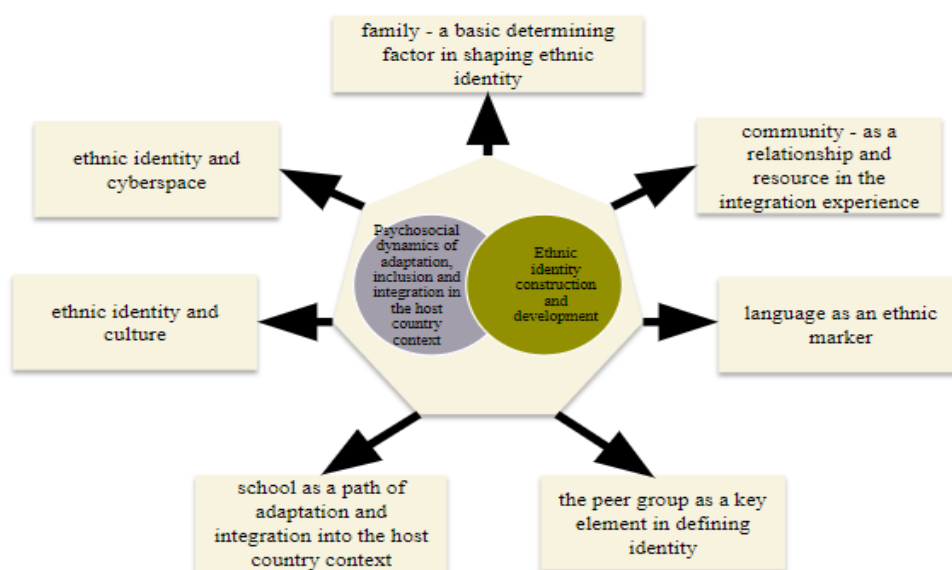 family - a basic determining
factor in shaping ethnic
identity
ethnic identity and
cyberspace
community - as a
relationship and
resource in the
integration experience
Psychosocial
dynamics of
adaptation,
inclusion and
integration in
the host
country
context
Ethnic
identity
construction
and
development
ethnic identity and
culture
language as an ethnic
marker
school as a path of
adaptation and
integration into the host
country context
the peer group as a key
element in defining
identity